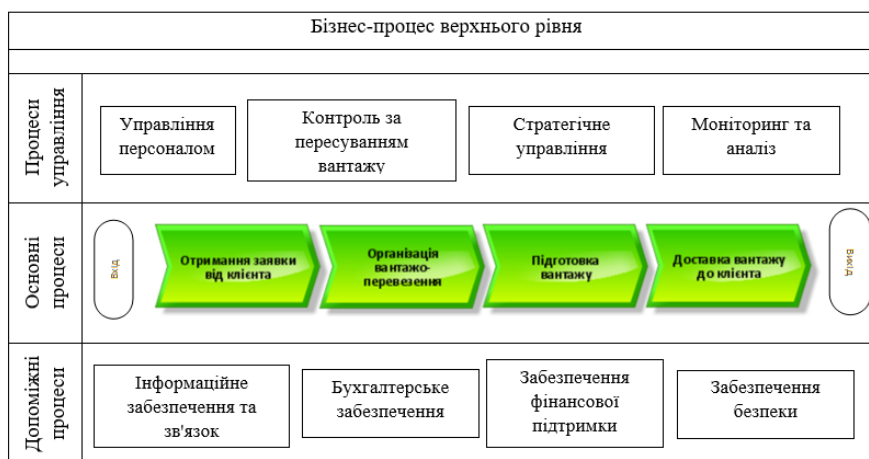 Бізнес-процес верхнього рівня
Процеси
управління
Управління
персоналом
Контроль за
пересуванням
вантажу
Стратегічне
управління
Моніторинг та
аналіз
Основні
процеси
Вхід
Отримання заявки
від клієнта
Організація
вантажо-
перевезення
Підготовка
вантажу
Доставка вантажу
до клієнта
Вихід
Допоміжні
процеси
Інформаційне
забезпечення та
зв'язок
Бухгалтерське
забезпечення
Забезпечення
фінансової
підтримки
Забезпечення
безпеки